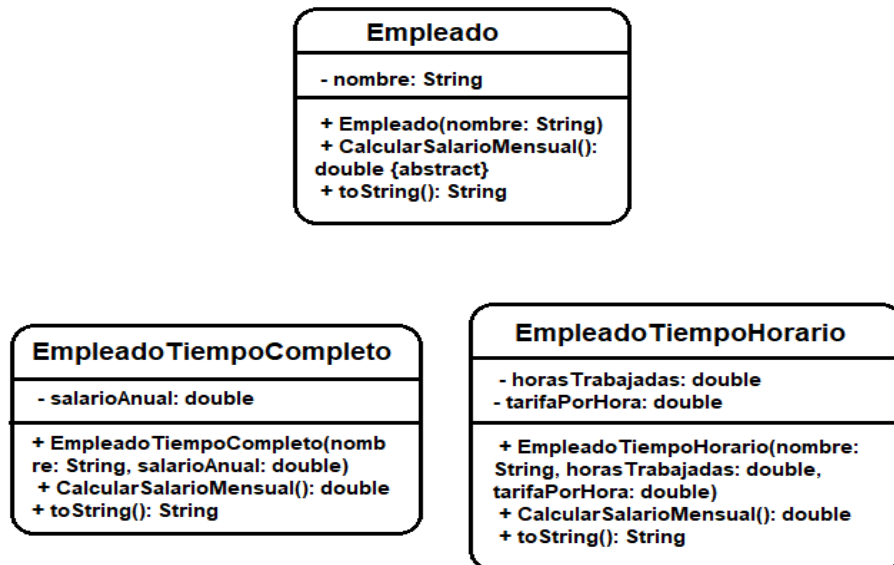 Empleado
- nombre: String
+ Empleado(nombre: String)
+ CalcularSalarioMensual():
double {abstract}
+ toString(): String
EmpleadoTiempoCompleto
- salarioAnual: double
+ EmpleadoTiempoCompleto(nomb
re: String, salarioAnual: double)
+ CalcularSalarioMensual(): double
+ toString(): String
EmpleadoTiempoHorario
- horasTrabajadas: double
- tarifaPorHora: double
+ EmpleadoTiempoHorario(nombre:
String, horasTrabajadas: double,
tarifaPorHora: double)
+ CalcularSalarioMensual(): double
+ toString(): String